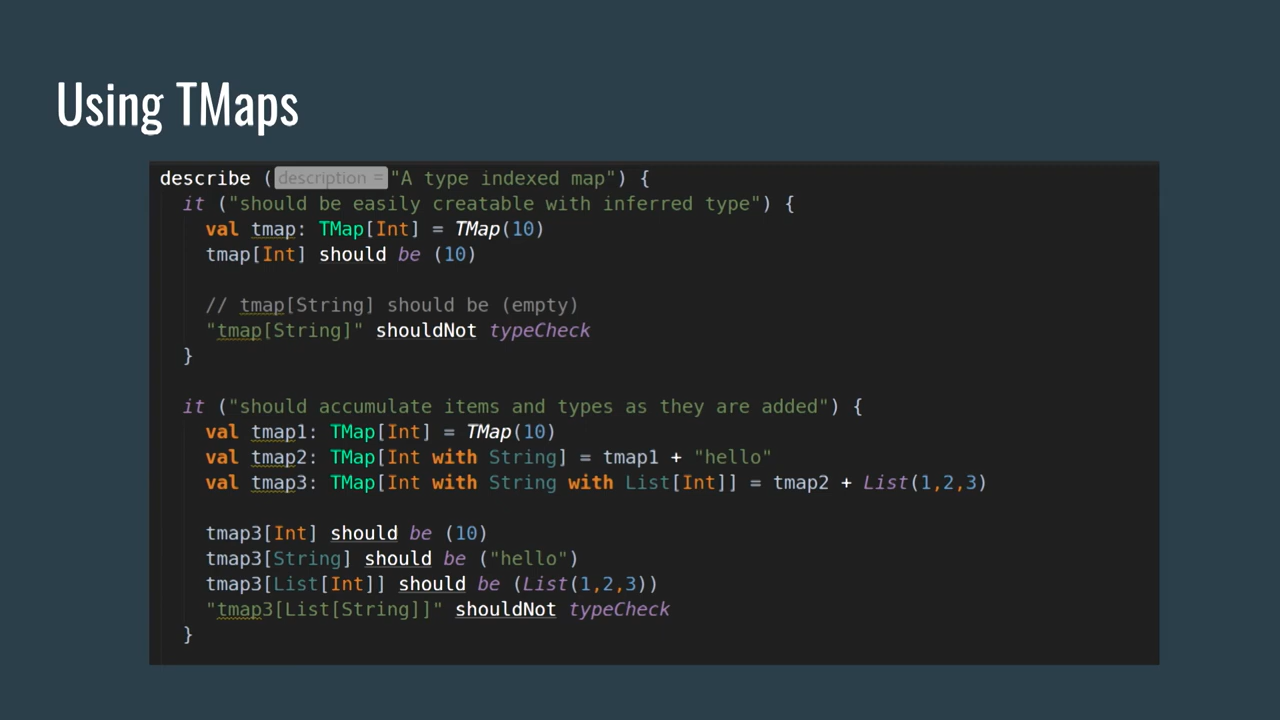 Using TMaps
describe (description = "A type indexed map") {
it ("should be easily creatable with inferred type") {
val tmap: TMap[Int] = TMap(10)
tmap[Int] should be (10)
// tmap[String] should be (empty)
"tmap[String]" shouldNot typeCheck
}
it ("should accumulate items and types as they are added") {
val tmap1: TMap[Int] = TMap(10)
val tmap2: TMap[Int with String] = tmap1 + "hello"
val tmap3: TMap[Int with String with List[Int]] = tmap2 + List(1,2,3)
tmap3[Int] should be (10)
tmap3[String] should be ("hello")
tmap3[List[Int]] should be (List(1,2,3))
"tmap3[List[String]]" shouldNot typeCheck
}